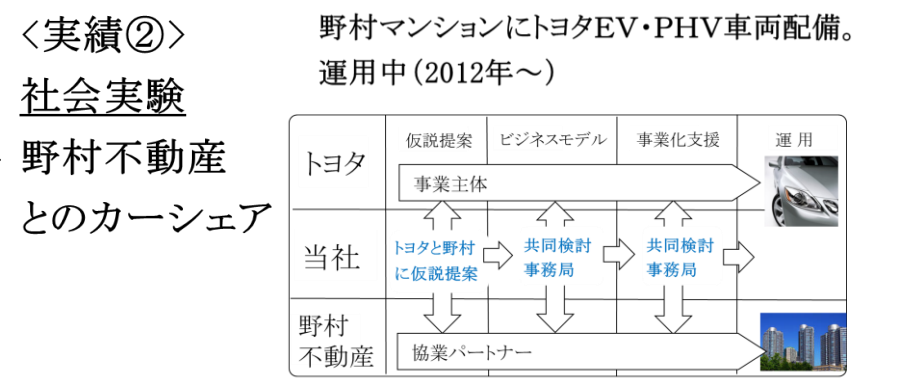 〈実績②〉
社会実験
野村不動産
とのカーシェア
野村マンションにトヨタEV・PHV車両配備。
運用中（2012年～）
仮説提案 ビジネスモデル 事業化支援 運用
トヨタ
事業主体
当社
トヨタと野村
に仮説提案
共同検討
事務局
共同検討
事務局
野村
不動産
協業パートナー